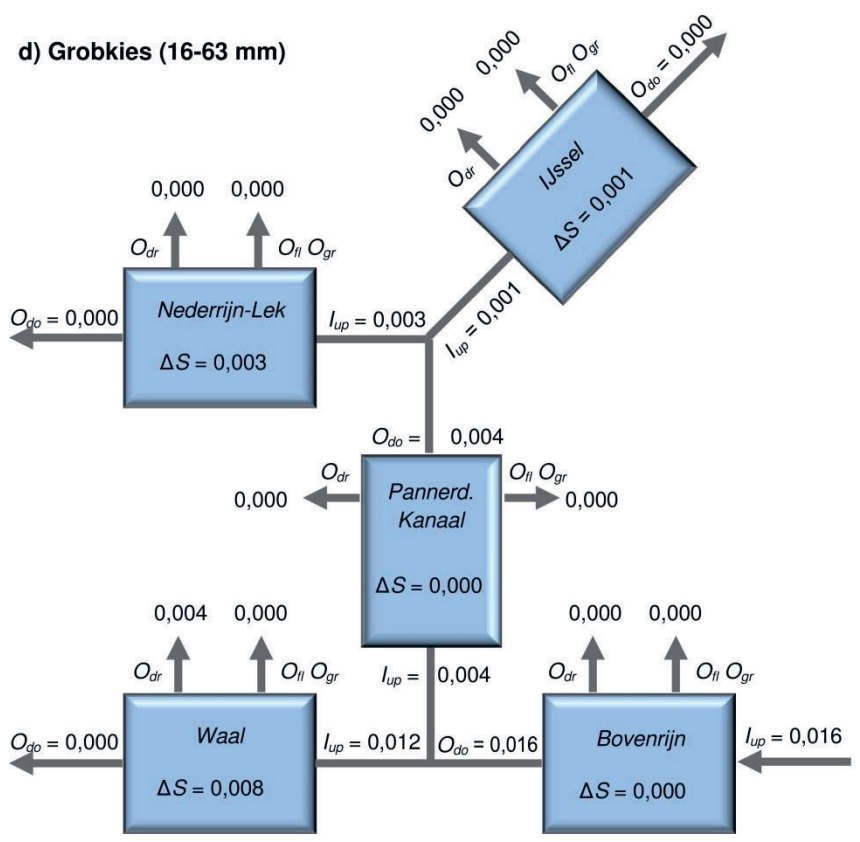 d) Grobkies (16-63 mm)
0,000
0,000
O_dr
O_fl O_gr
O_do = 0,000
IJssel
ΔS = 0,001
I_up = 0,001
0,000 0,000
O_dr O_fl O_gr
O_do = 0,000
Nederrijn-Lek
ΔS = 0,003
I_up = 0,003
O_do = 0,004
O_dr O_fl O_gr
0,000 0,000
Pannerd.
Kanaal
ΔS = 0,000
I_up = 0,004
0,004 0,000
O_dr O_fl O_gr
O_do = 0,000
Waal
ΔS = 0,008
I_up = 0,012
O_do = 0,016
0,000 0,000
O_dr O_fl O_gr
Bovenrijn
ΔS = 0,000
I_up = 0,016